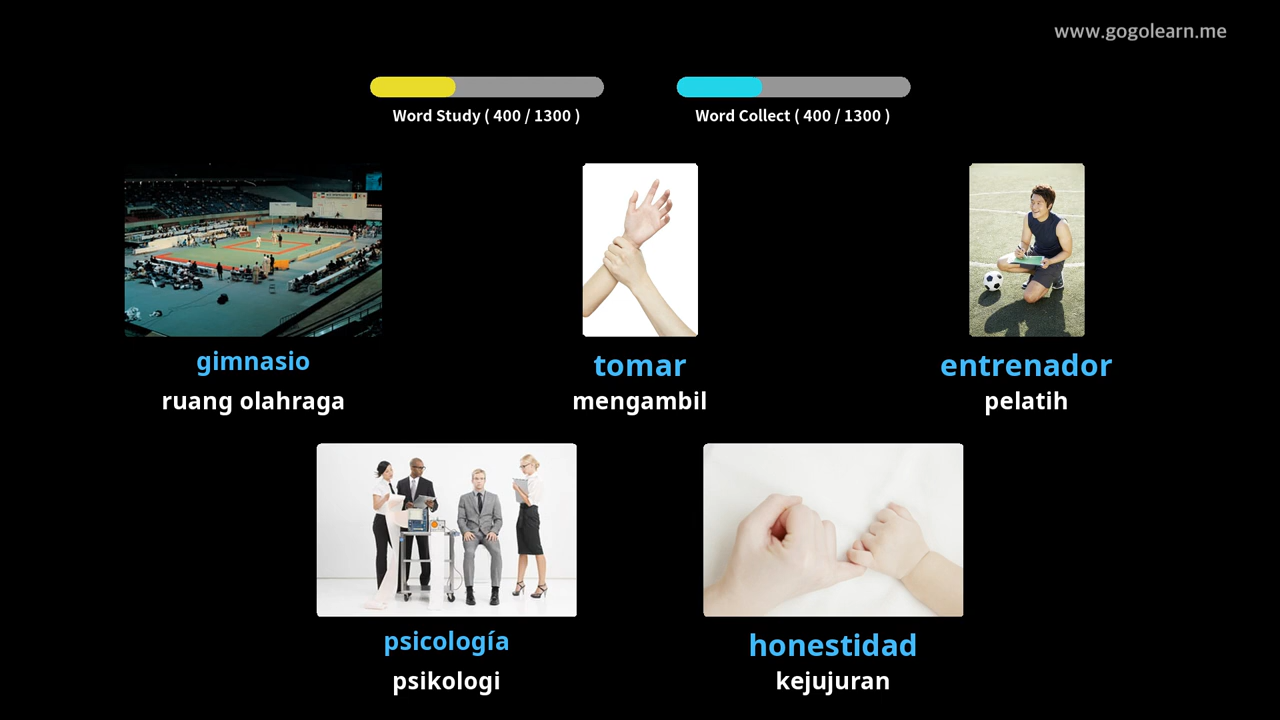 www.gogolearn.me
Word Study ( 400 / 1300 )
Word Collect ( 400 / 1300 )
gimnasio
ruang olahraga
tomar
mengambil
entrenador
pelatih
psicología
psikologi
honestidad
kejujuran